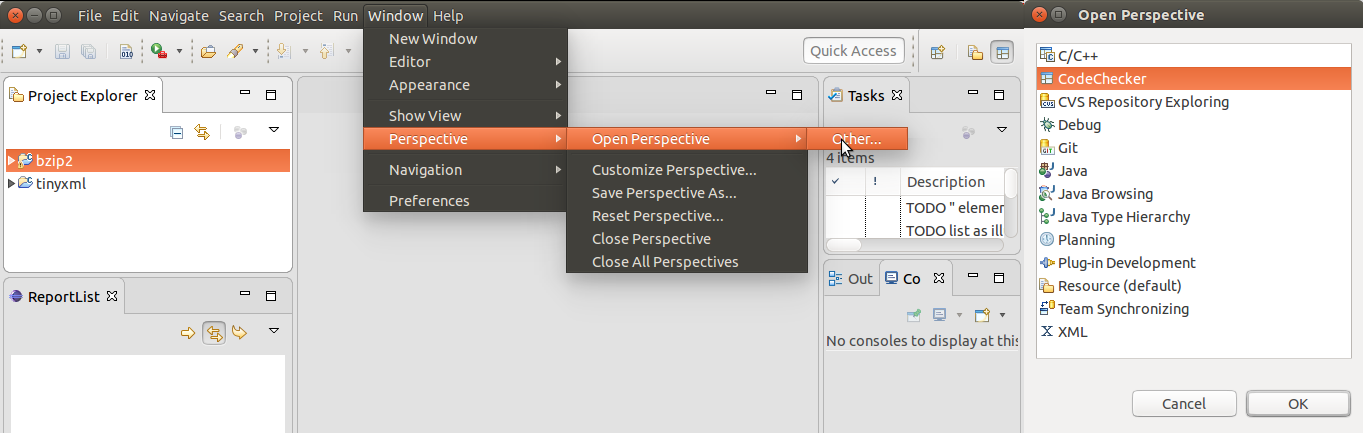 File Edit Navigate Search Project Run Window Help
Quick Access
New Window
Editor
Appearance
Show View
Perspective
Navigation
Preferences
Open Perspective
Customize Perspective...
Save Perspective As...
Reset Perspective...
Close Perspective
Close All Perspectives
Other...
Project Explorer
bzip2
tinyxml
ReportList
Tasks
4 items
! Description
TODO " elemen
TODO list as ill
Out Co
No consoles to display at this
Open Perspective
C/C++
CodeChecker
CVS Repository Exploring
Debug
Git
Java
Java Browsing
Java Type Hierarchy
Planning
Plug-in Development
Resource (default)
Team Synchronizing
XML
Cancel OK